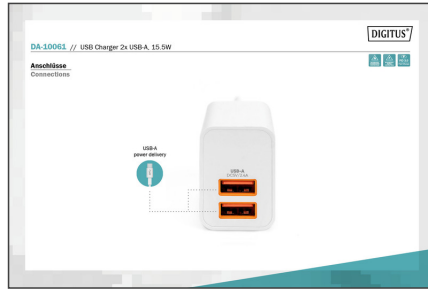 DIGITUS®
DA-10061 // USB Charger 2x USB-A, 15.5W
Anschlüsse
Connections
USB-A
power delivery
USB-A